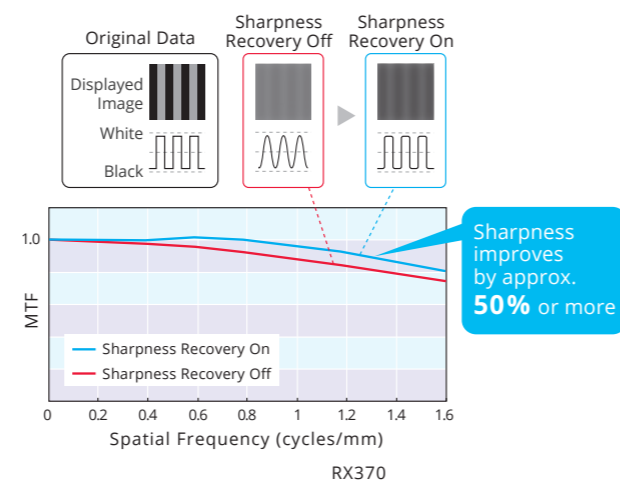 Original Data
Sharpness
Recovery Off
Sharpness
Recovery On
Displayed
Image
White
Black
1.0
MTF
Sharpness Recovery On
Sharpness Recovery Off
0 0.2 0.4 0.6 0.8 1 1.2 1.4 1.6
Spatial Frequency (cycles/mm)
Sharpness
improves
by approx.
50% or more
RX370